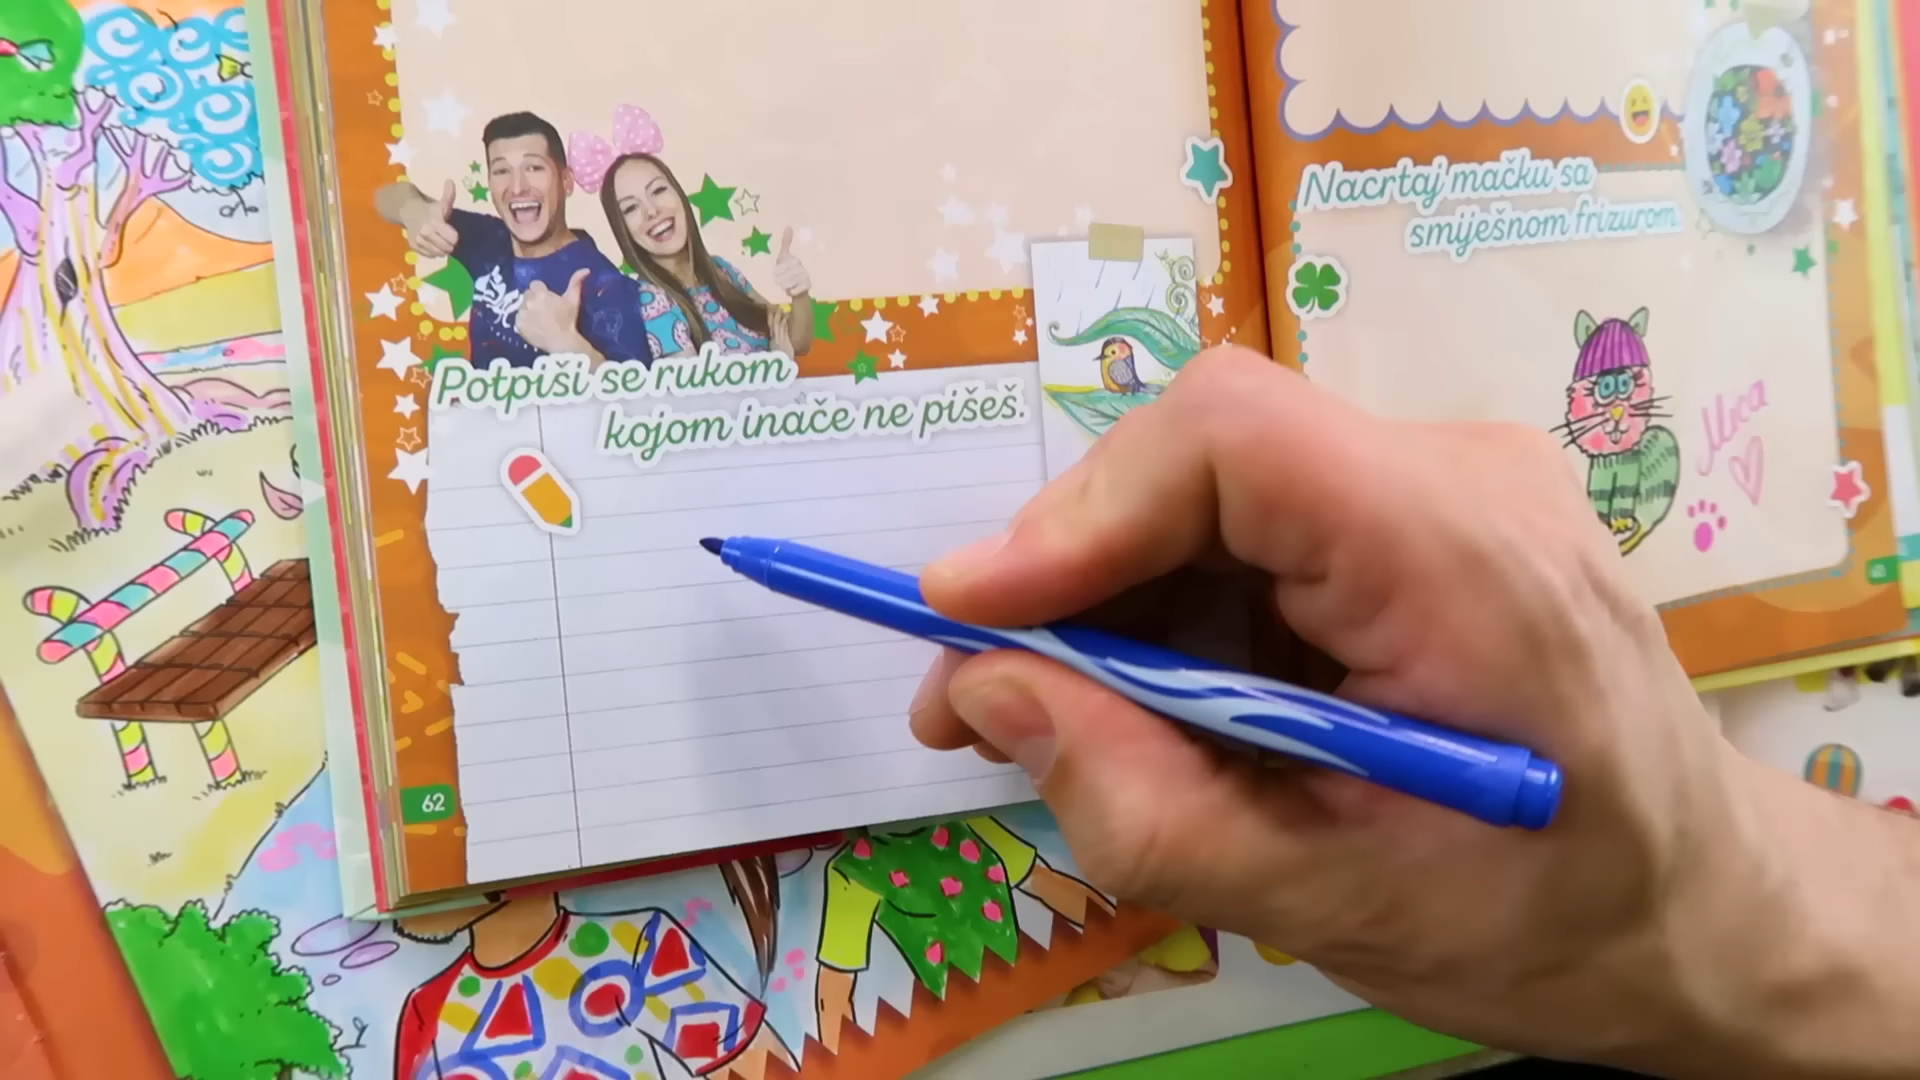 Potpiši se rukom
kojom inače ne pišeš.
62
Nacrtaj mačku sa
smiješnom frizurom